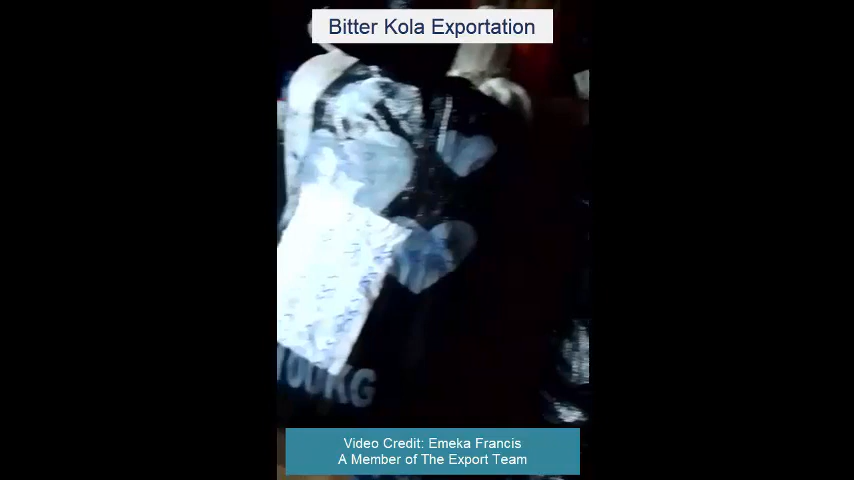 Bitter Kola Exportation
Video Credit: Emeka Francis
A Member of The Export Team